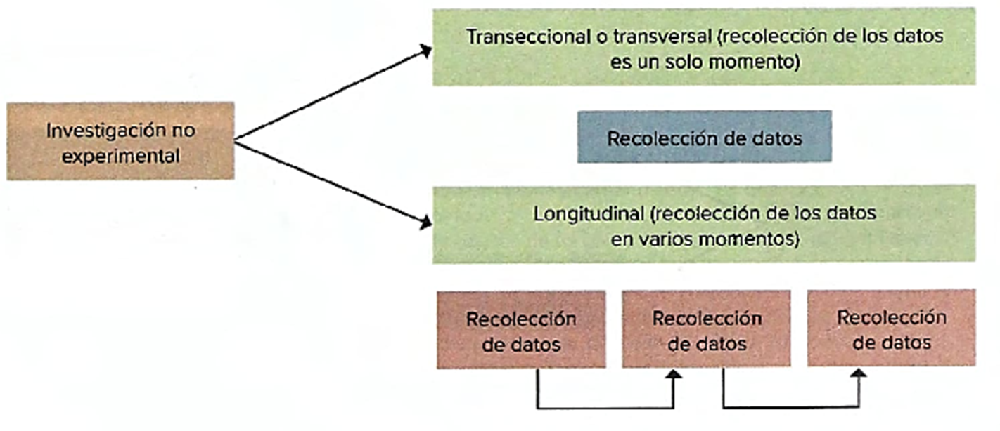 Transeccional o transversal (recolección de los datos
es un solo momento)
Investigación no
experimental
Recolección de datos
Longitudinal (recolección de los datos
en varios momentos)
Recolección
de datos
Recolección
de datos
Recolección
de datos